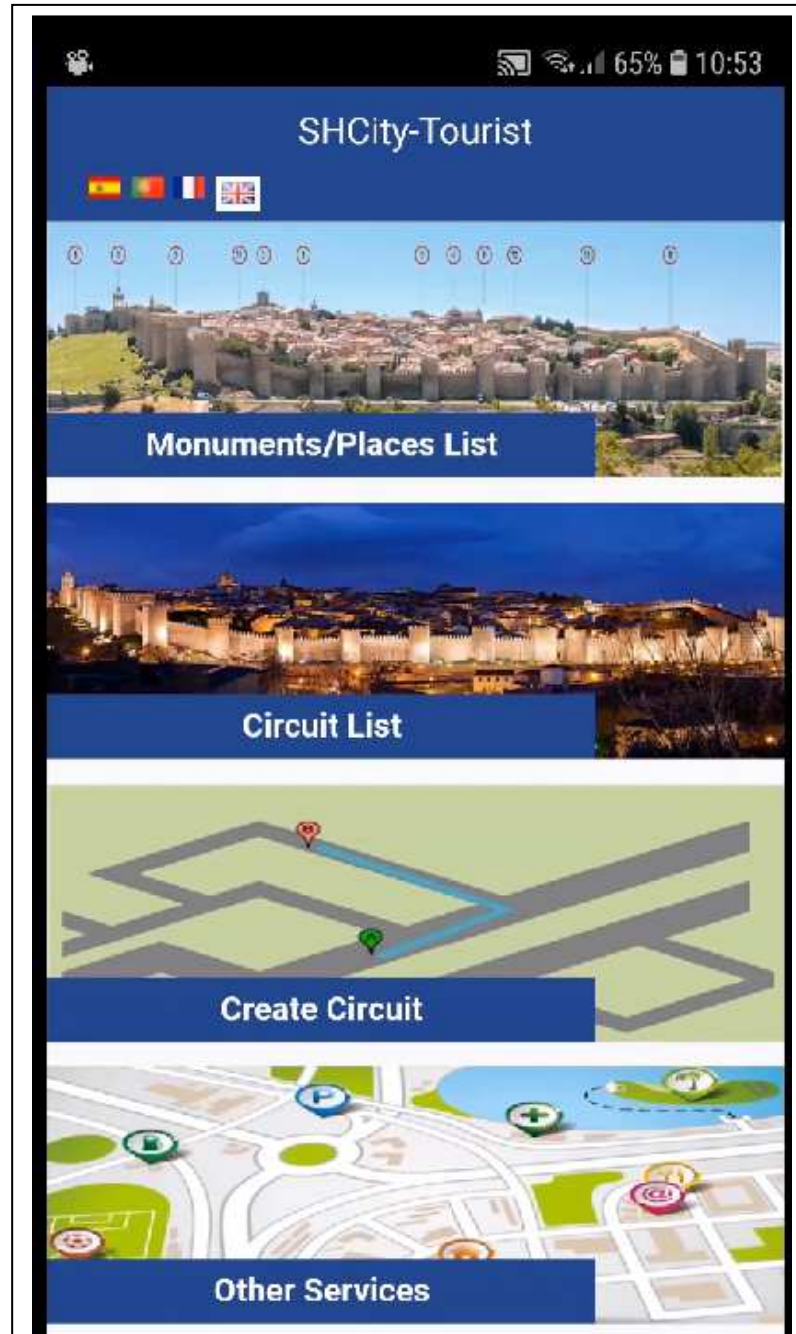 65% 10:53
SHCity-Tourist
Monuments/Places List
Circuit List
Create Circuit
P
@
Other Services